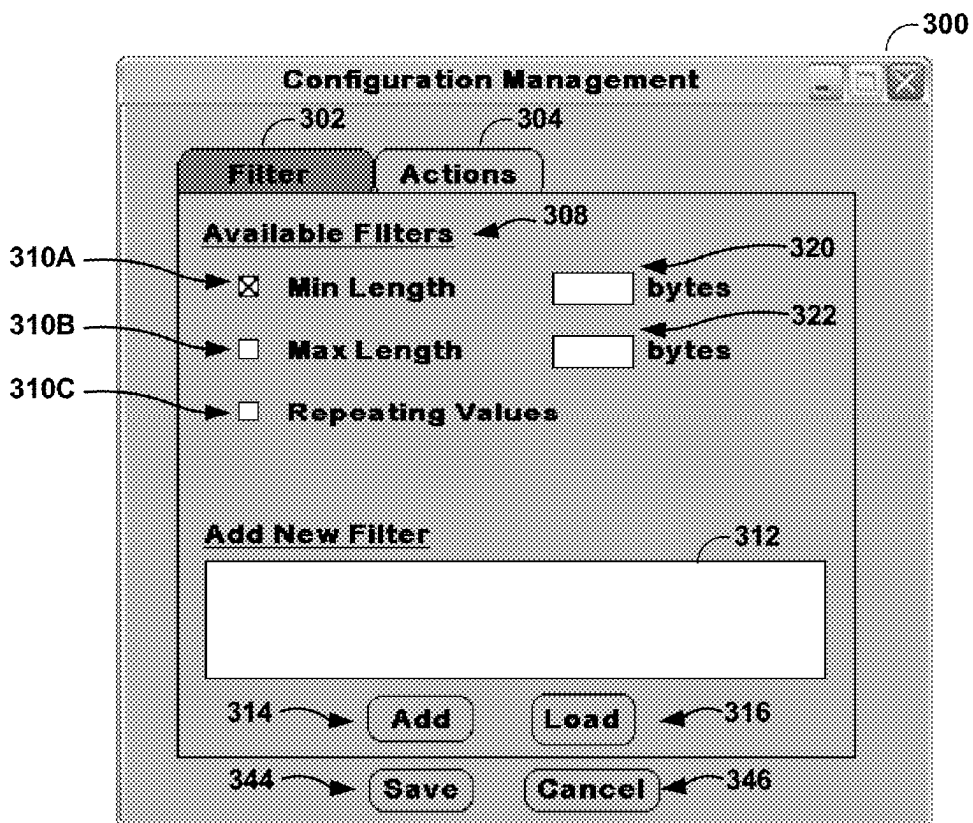 300
Configuration Management
302 304
Filter Actions
Available Filters 308
310A Min Length bytes 320
310B Max Length bytes 322
310C Repeating Values
Add New Filter 312
314 Add Load 316
344 Save Cancel 346